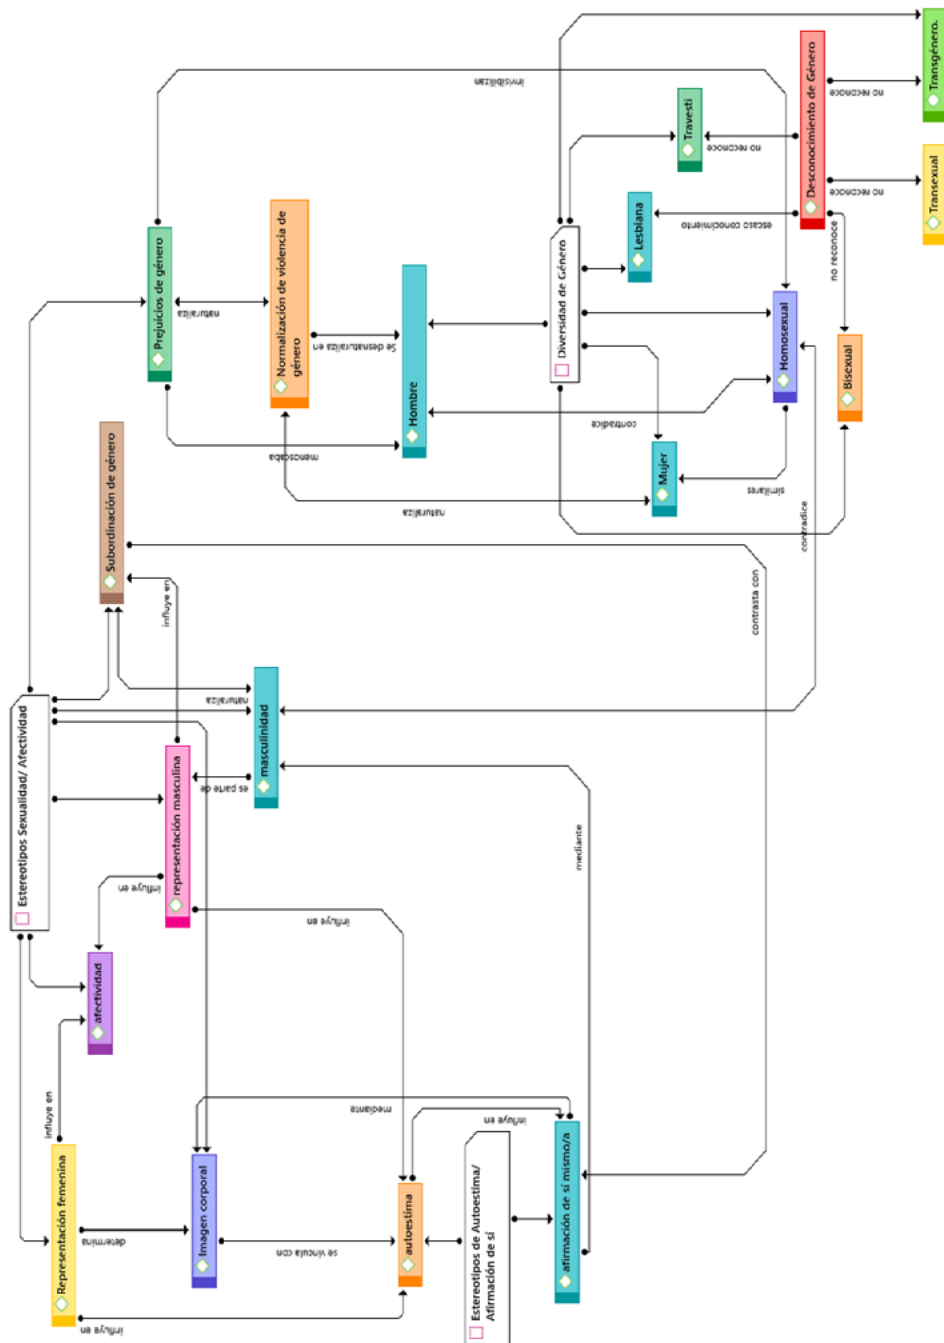 Estereotipos Sexualidad/ Afectividad
Representación femenina
influye en
afectividad
influye en
influye en
determina
representación masculina
influye en
Subordinación de género
Prejuicios de género
invisibilizan
Imagen corporal
es parte de
masculinidad
naturaliza
naturaliza
Normalización de violencia de
género
menoscaba
Se desnaturaliza en
se vincula con
mediante
influye en
autoestima
Hombre
naturaliza
influye en
Estereotipos de Autoestima/
Afirmación de sí
afirmación de sí mismo/a
mediante
Diversidad de Género
contradice
Mujer
Lesbiana
Travesti
no reconoce
similares
escaso conocimiento
contrasta con
contradice
Homosexual
Desconocimiento de Género
no reconoce
Bisexual
no reconoce
no reconoce
Transexual
Transgénero.